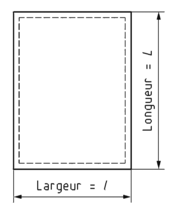 Longueur = L
Largeur = l